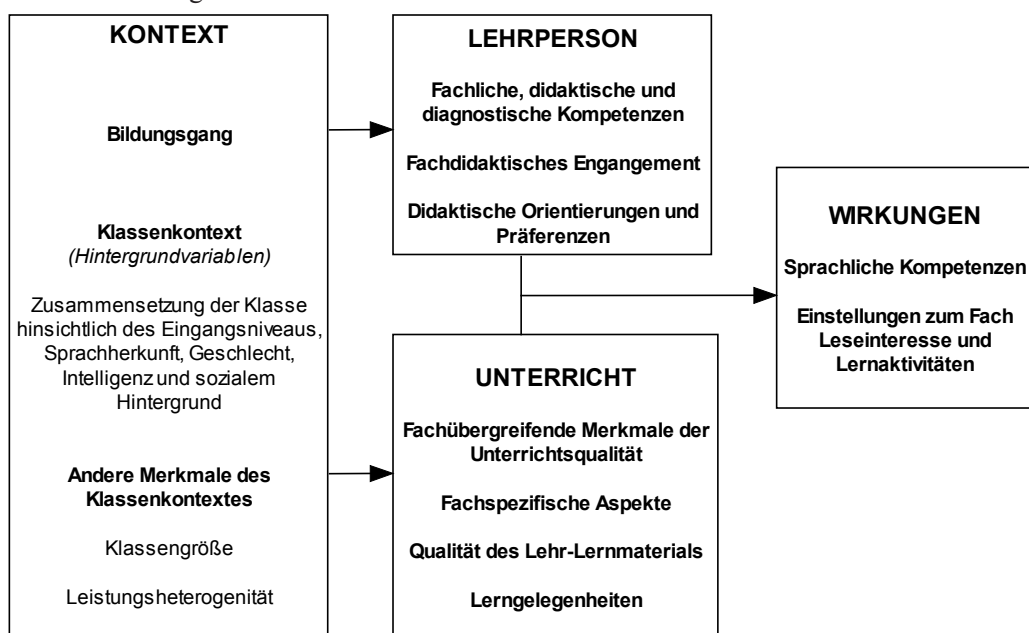 KONTEXT
Bildungsgang
Klassenkontext
(Hintergrundvariablen)
Zusammensetzung der Klasse
hinsichtlich des Eingangsniveaus,
Sprachherkunft, Geschlecht,
Intelligenz und sozialem
Hintergrund
Andere Merkmale des
Klassenkontextes
Klassengröße
Leistungsheterogenität
LEHRPERSON
Fachliche, didaktische und
diagnostische Kompetenzen
Fachdidaktisches Engangement
Didaktische Orientierungen und
Präferenzen
UNTERRICHT
Fachübergreifende Merkmale der
Unterrichtsqualität
Fachspezifische Aspekte
Qualität des Lehr-Lernmaterials
Lerngelegenheiten
WIRKUNGEN
Sprachliche Kompetenzen
Einstellungen zum Fach
Leseinteresse und
Lernaktivitäten